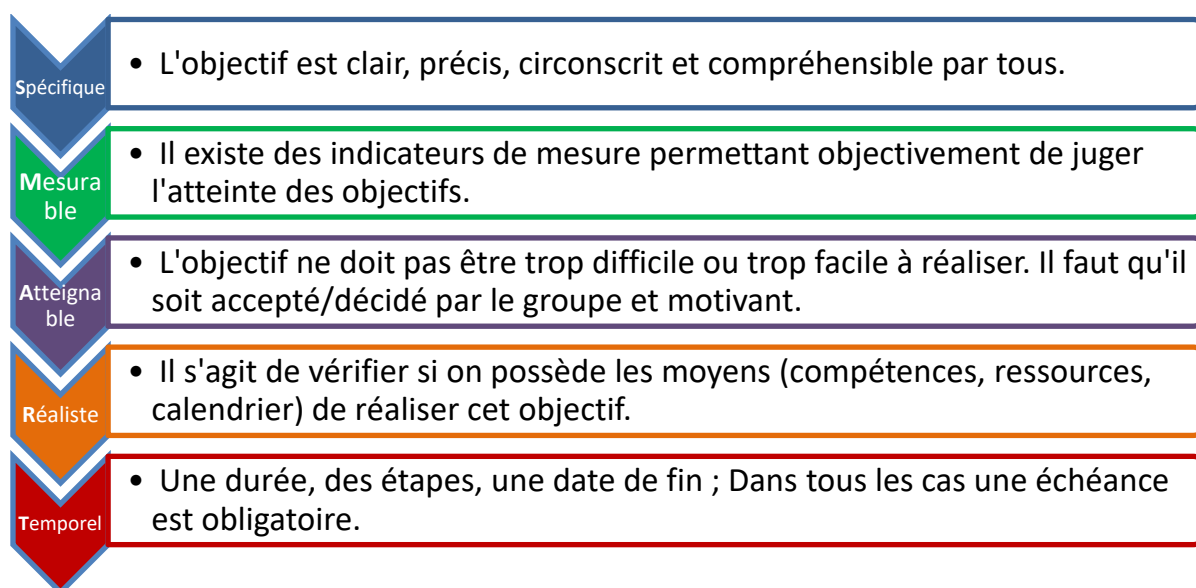 Spécifique
• L'objectif est clair, précis, circonscrit et compréhensible par tous.
Mesura
ble
• Il existe des indicateurs de mesure permettant objectivement de juger
l'atteinte des objectifs.
Atteigna
ble
• L'objectif ne doit pas être trop difficile ou trop facile à réaliser. Il faut qu'il
soit accepté/décidé par le groupe et motivant.
Réaliste
• Il s'agit de vérifier si on possède les moyens (compétences, ressources,
calendrier) de réaliser cet objectif.
Temporel
• Une durée, des étapes, une date de fin ; Dans tous les cas une échéance
est obligatoire.